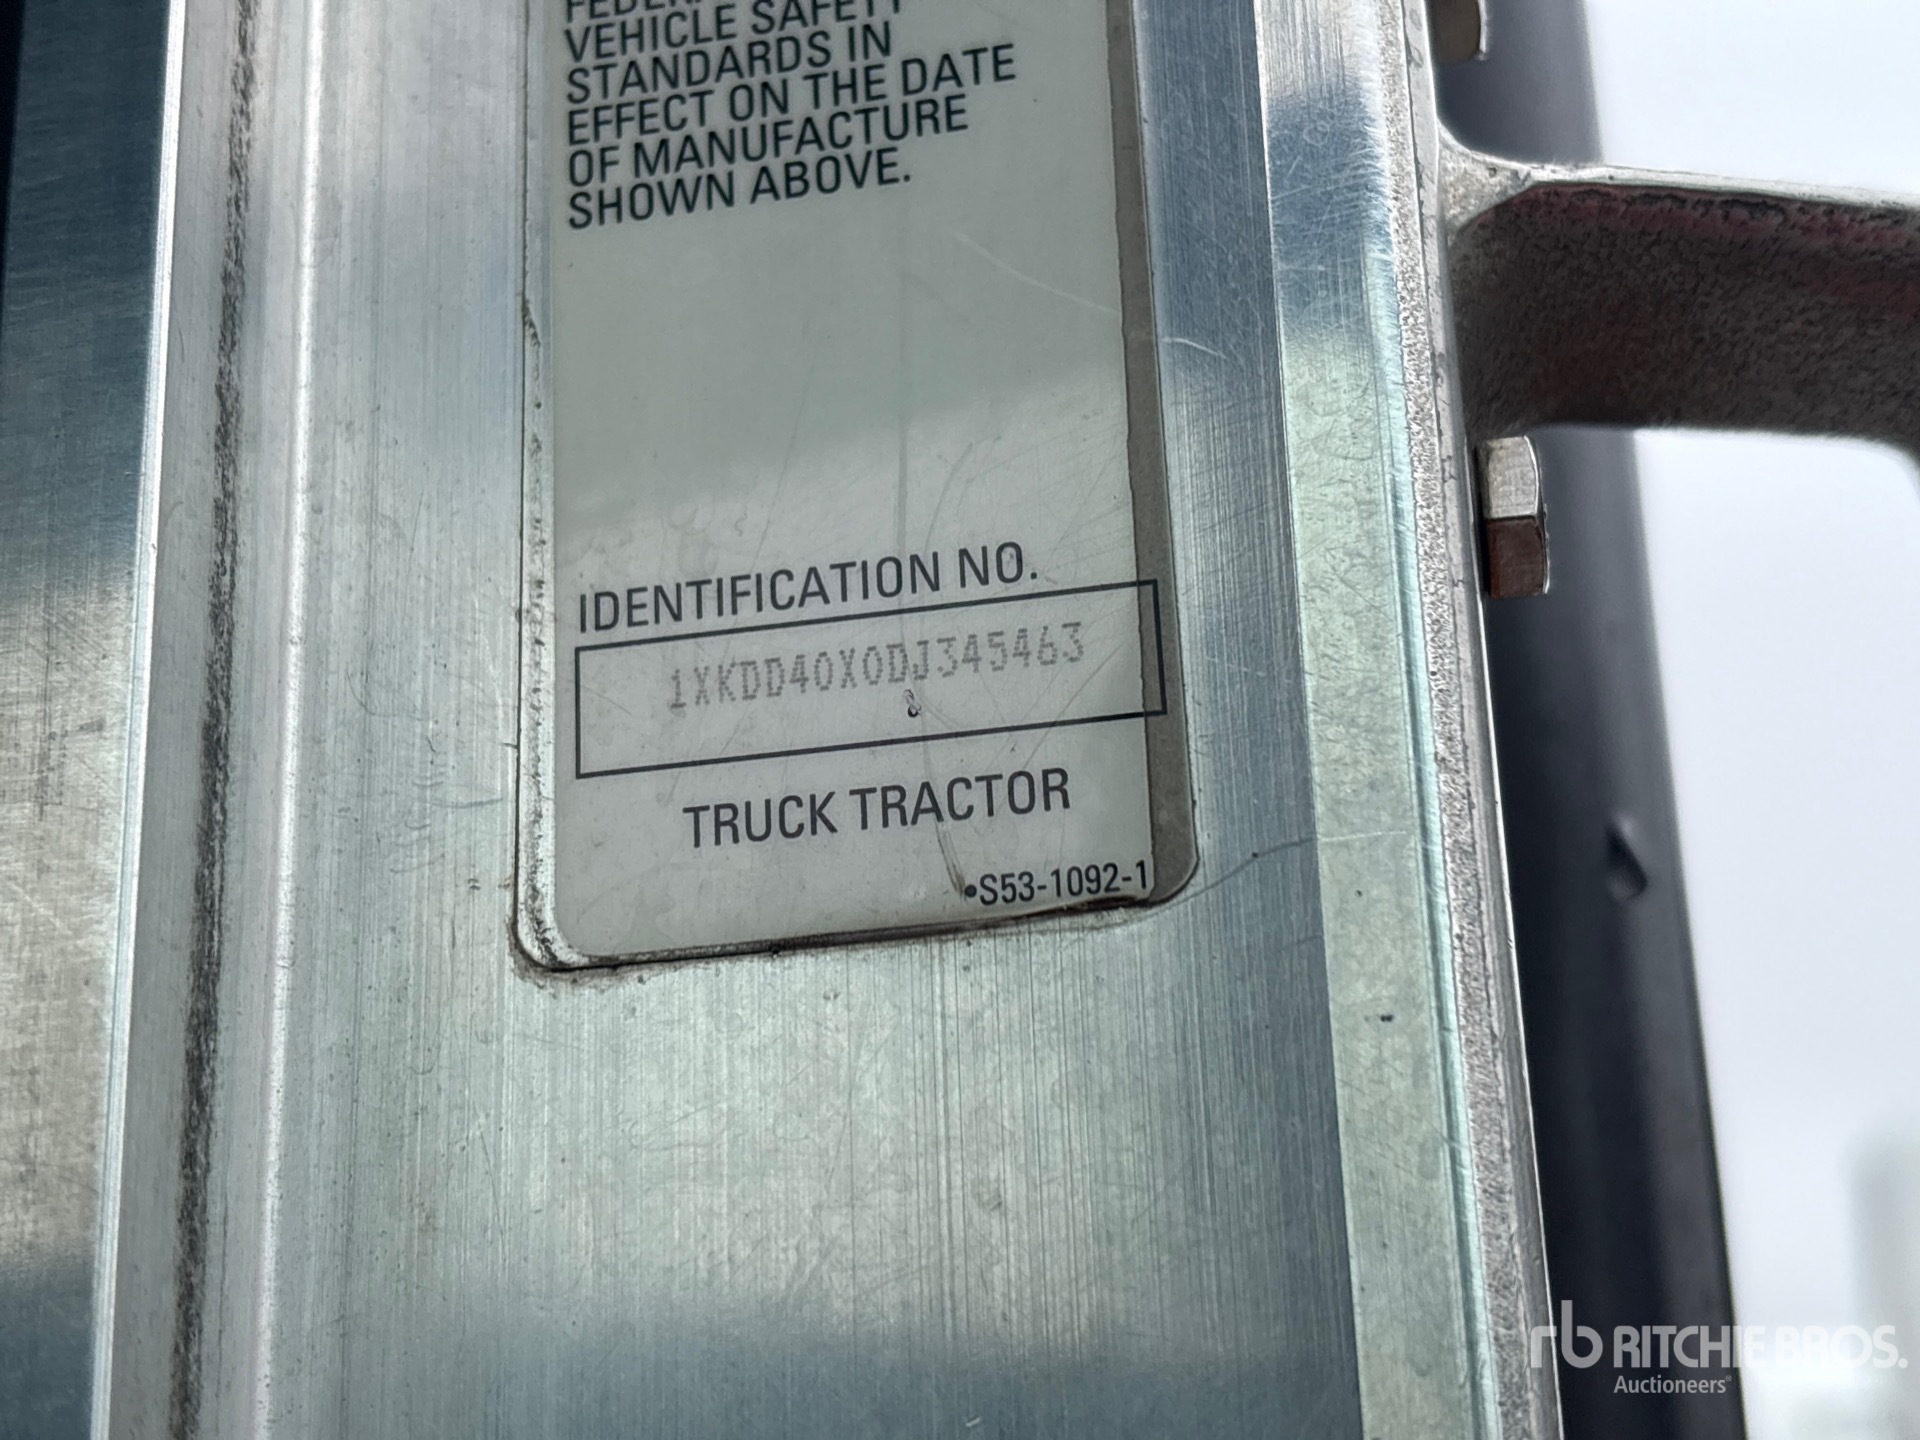 VEHICLE SAFETY
STANDARDS IN
EFFECT ON THE DATE
OF MANUFACTURE
SHOWN ABOVE.
IDENTIFICATION NO.
1XKDD40X0DJ345463
TRUCK TRACTOR
•S53-1092-1
rb RITCHIE BROS.
Auctioneers®